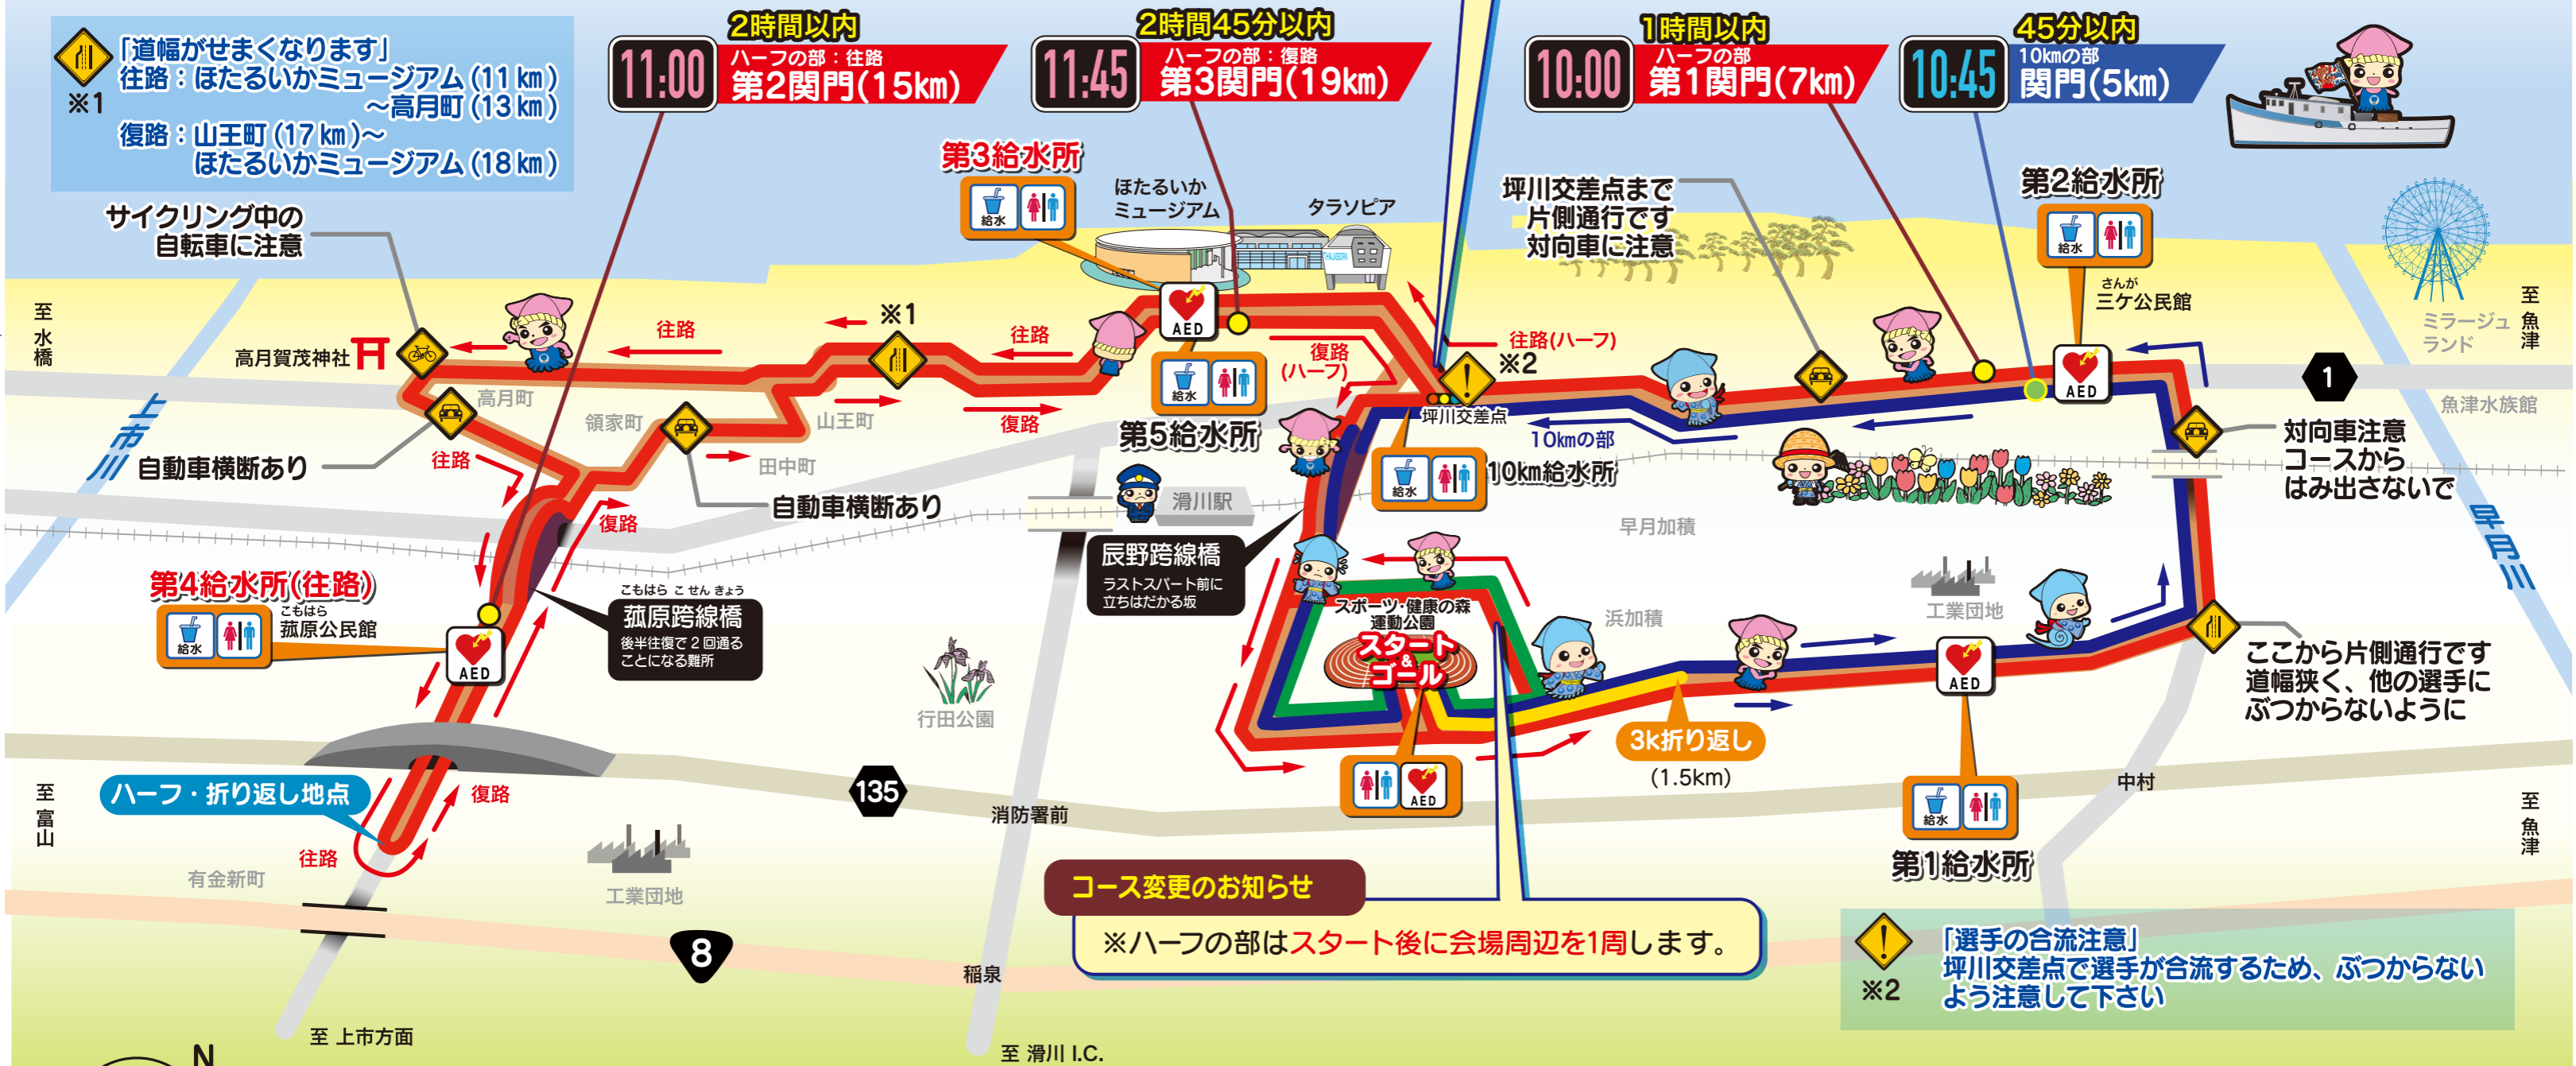 「道幅がせまくなります」
往路：ほたるいかミュージアム(11㎞)
～高月町(13㎞)
復路：山王町(17㎞)～
ほたるいかミュージアム(18㎞)
※1
2時間以内
11:00
ハーフの部：往路
第2関門(15km)
2時間45分以内
11:45
ハーフの部：復路
第3関門(19km)
1時間以内
10:00
ハーフの部
第1関門(7km)
45分以内
10:45
10kmの部
関門(5km)
サイクリング中の
自転車に注意
第3給水所
給水
ほたるいか
ミュージアム
タラソピア
THALASSOPIA
坪川交差点まで
片側通行です
対向車に注意
第2給水所
給水
さんが
三ケ公民館
至 水橋
至 魚津
ミラージュ
ランド
高月賀茂神社
往路
往路
※1
AED
復路
(ハーフ)
往路(ハーフ)
※2
AED
1
魚津水族館
上市川
高月町
領家町
山王町
復路
給水
第5給水所
坪川交差点
10㎞の部
対向車注意
コースから
はみ出さないで
自動車横断あり
往路
田中町
自動車横断あり
滑川駅
給水
10km給水所
早月加積
早月川
復路
辰野跨線橋
ラストスパート前に
立ちはだかる坂
第4給水所(往路)
給水
こもはら
菰原公民館
AED
こもはら こ せん きょう
菰原跨線橋
後半往復で２回通る
ことになる難所
スポーツ･健康の森
運動公園
スタート
&
ゴール
浜加積
工業団地
AED
ここから片側通行です
道幅狭く、他の選手に
ぶつからないように
行田公園
3k折り返し
(1.5km)
AED
給水
第1給水所
中村
至 富山
ハーフ・折り返し地点
復路
往路
135
消防署前
至 魚津
有金新町
工業団地
コース変更のお知らせ
※ハーフの部はスタート後に会場周辺を1周します。
8
稲泉
「選手の合流注意」
坪川交差点で選手が合流するため、ぶつからない
よう注意して下さい
※2
至 上市方面
至 滑川 I.C.
N